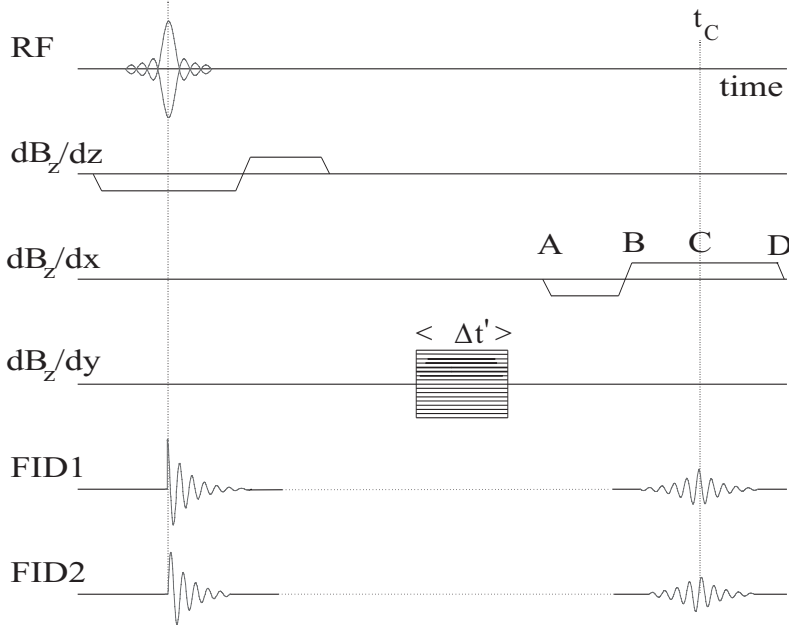 t_C
RF
time
dB_z/dz
A B C D
dB_z/dx
< Δt' >
dB_z/dy
FID1
FID2